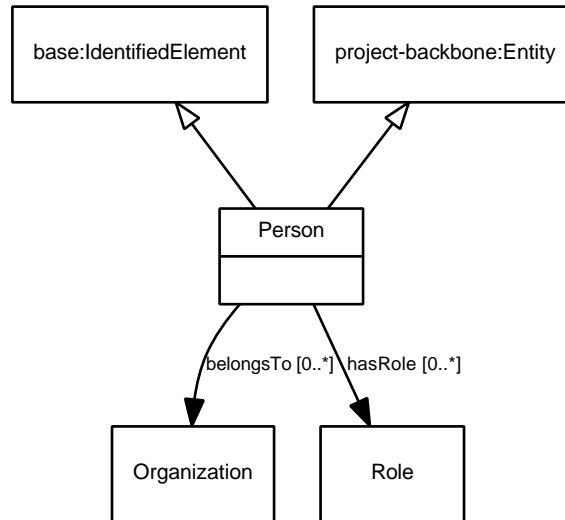 base:IdentifiedElement
project-backbone:Entity
Person
belongsTo [0..*]
hasRole [0..*]
Organization
Role